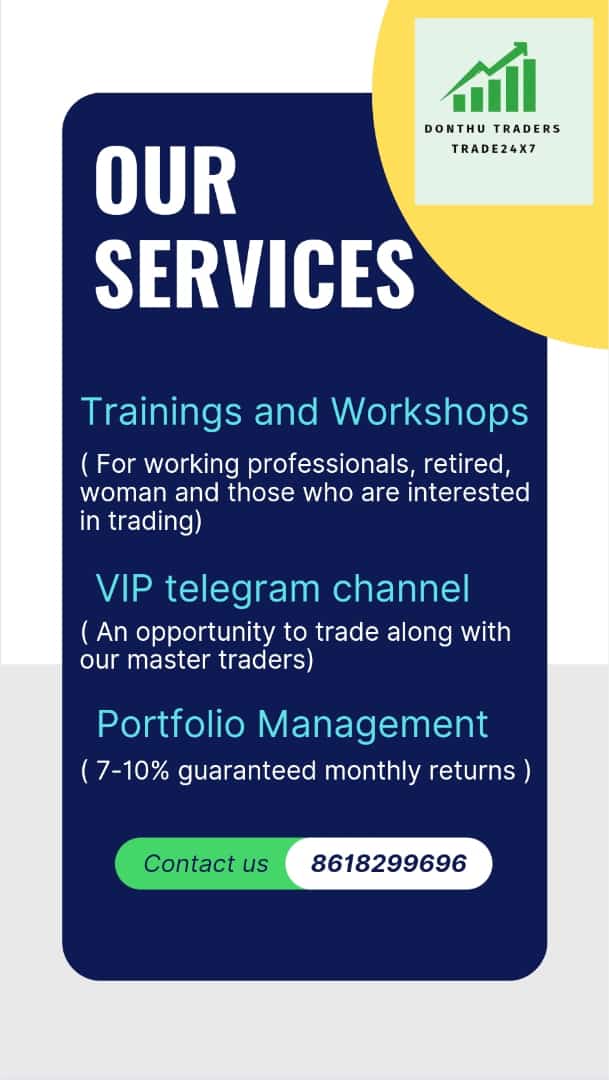 DONTHU TRADERS
TRADE24X7
OUR
SERVICES
Trainings and Workshops
( For working professionals, retired,
woman and those who are interested
in trading)
VIP telegram channel
( An opportunity to trade along with
our master traders)
Portfolio Management
( 7-10% guaranteed monthly returns )
Contact us 8618299696